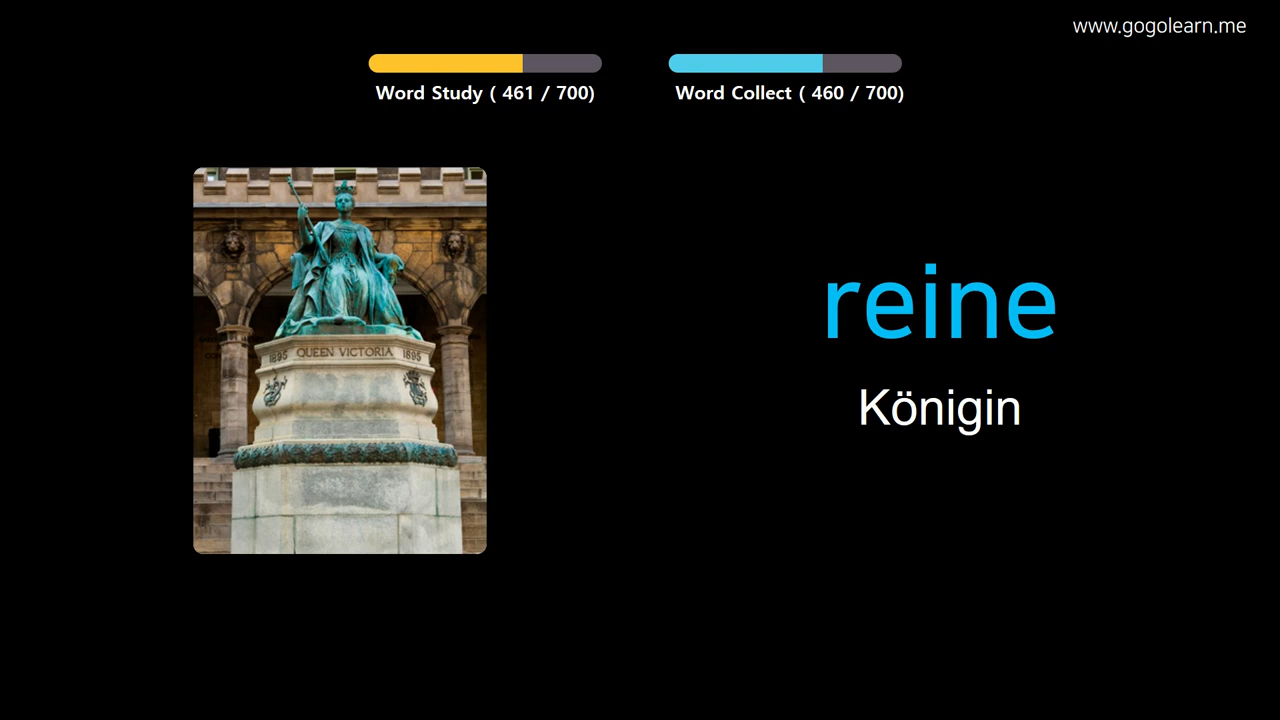 www.gogolearn.me
Word Study ( 461 / 700)
Word Collect ( 460 / 700)
1895 QUEEN VICTORIA 1895
reine
Königin